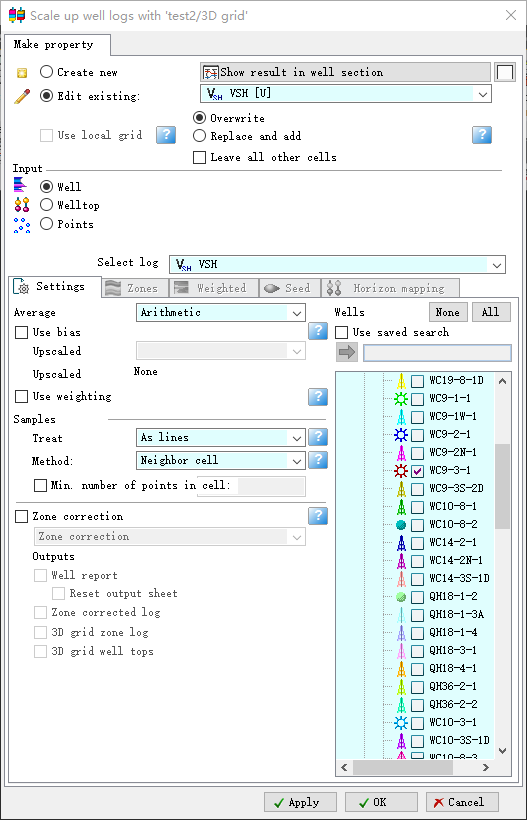 Scale up well logs with 'test2/3D grid'
Make property
Create new
Show result in well section
Edit existing:
VSH VSH [U]
Overwrite
Use local grid
?
Replace and add
?
Leave all other cells
Input
Well
Welltop
Points
Select log
VSH VSH
Settings
Zones
Weighted
Seed
Horizon mapping
Average
Arithmetic
Wells
None
All
Use bias
?
Use saved search
Upscaled
Upscaled
None
Use weighting
?
Samples
Treat
As lines
?
Method:
Neighbor cell
?
Min. number of points in cell:
Zone correction
?
Zone correction
Outputs
Well report
Reset output sheet
Zone corrected log
3D grid zone log
3D grid well tops
WC19-8-1D
WC9-1-1
WC9-1W-1
WC9-2-1
WC9-2N-1
WC9-3-1
WC9-3S-2D
WC10-8-1
WC10-8-2
WC14-2-1
WC14-2N-1
WC14-3S-1D
QH18-1-2
QH18-1-3A
QH18-1-4
QH18-3-1
QH18-4-1
QH36-2-1
QH36-2-2
WC10-3-1
WC10-3S-1D
Apply
OK
Cancel